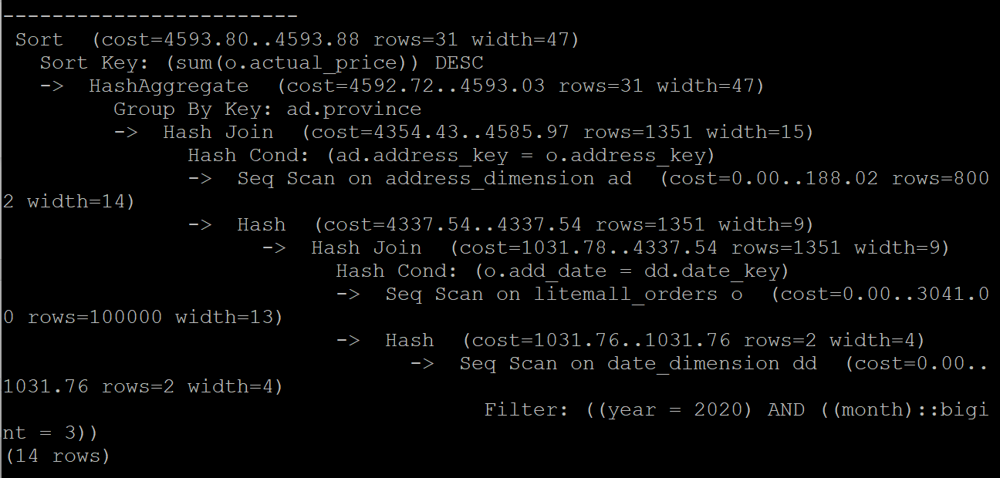 -------------------------
 Sort  (cost=4593.80..4593.88 rows=31 width=47)
   Sort Key: (sum(o.actual_price)) DESC
   ->  HashAggregate  (cost=4592.72..4593.03 rows=31 width=47)
         Group By Key: ad.province
         ->  Hash Join  (cost=4354.43..4585.97 rows=1351 width=15)
               Hash Cond: (ad.address_key = o.address_key)
               ->  Seq Scan on address_dimension ad  (cost=0.00..188.02 rows=800
2 width=14)
               ->  Hash  (cost=4337.54..4337.54 rows=1351 width=9)
                     ->  Hash Join  (cost=1031.78..4337.54 rows=1351 width=9)
                           Hash Cond: (o.add_date = dd.date_key)
                           ->  Seq Scan on litemall_orders o  (cost=0.00..3041.0
0 rows=100000 width=13)
                           ->  Hash  (cost=1031.76..1031.76 rows=2 width=4)
                                 ->  Seq Scan on date_dimension dd  (cost=0.00..
1031.76 rows=2 width=4)
                                       Filter: ((year = 2020) AND ((month)::bigi
nt = 3))
(14 rows)